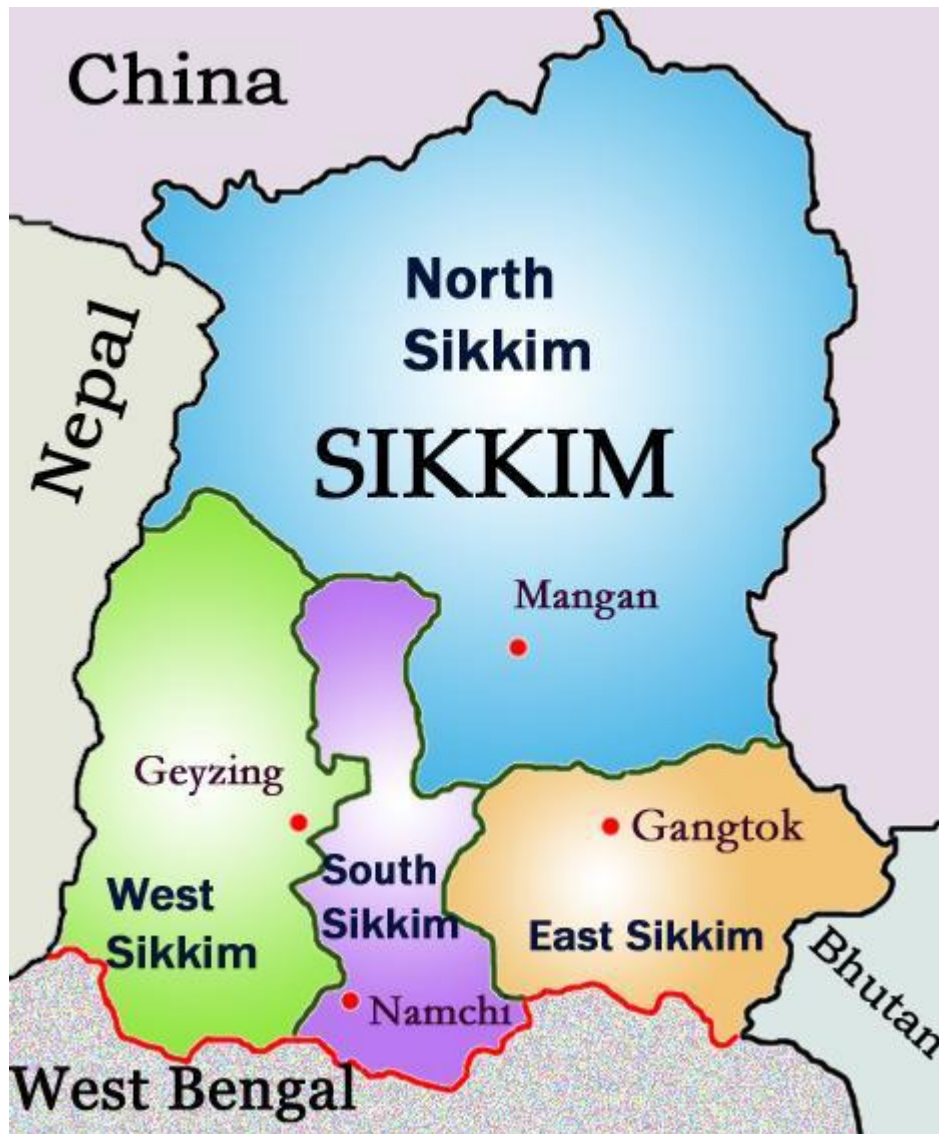 China
Nepal
North
Sikkim
SIKKIM
Mangan
Geyzing
Gangtok
West
Sikkim
South
Sikkim
East Sikkim
Bhutan
Namchi
West Bengal